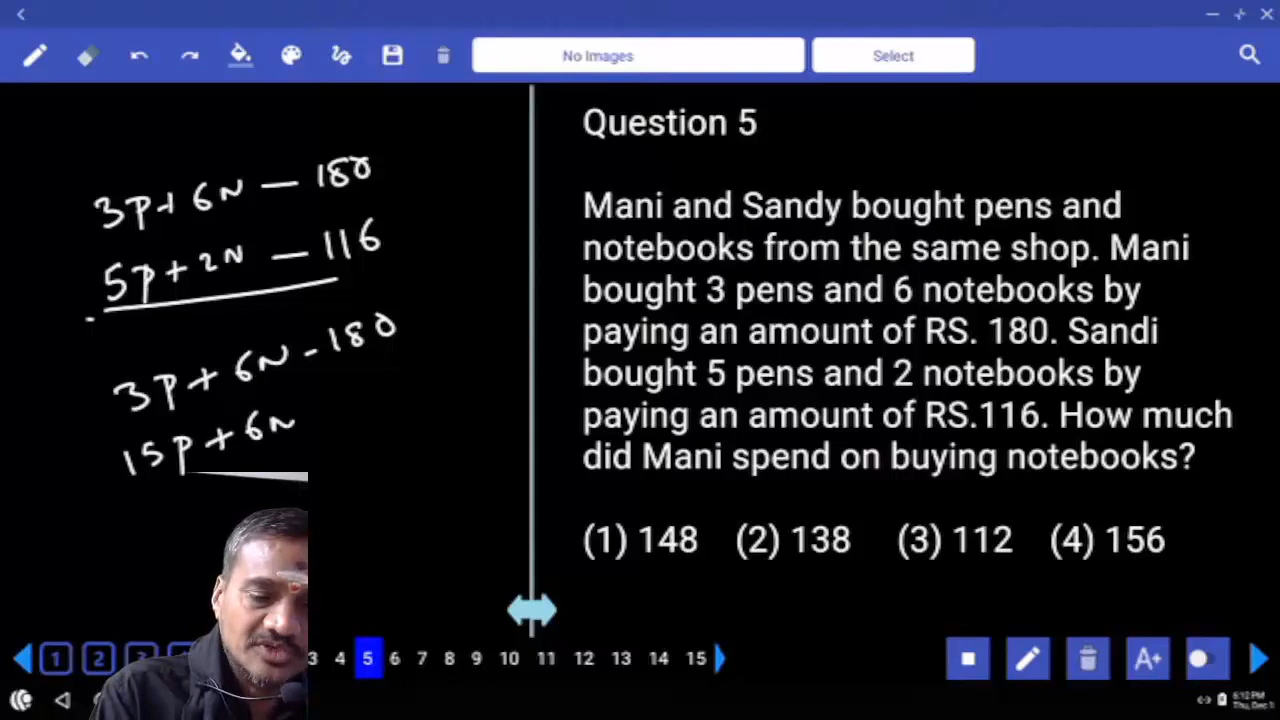 No Images
Select
3P+ 6N — 180
5P+ 2N — 116
3P + 6N - 180
15P + 6N
Question 5
Mani and Sandy bought pens and
notebooks from the same shop. Mani
bought 3 pens and 6 notebooks by
paying an amount of RS. 180. Sandi
bought 5 pens and 2 notebooks by
paying an amount of RS.116. How much
did Mani spend on buying notebooks?
(1) 148 (2) 138 (3) 112 (4) 156
1 2 3 4 5 6 7 8 9 10 11 12 13 14 15
A+
6:12 PM